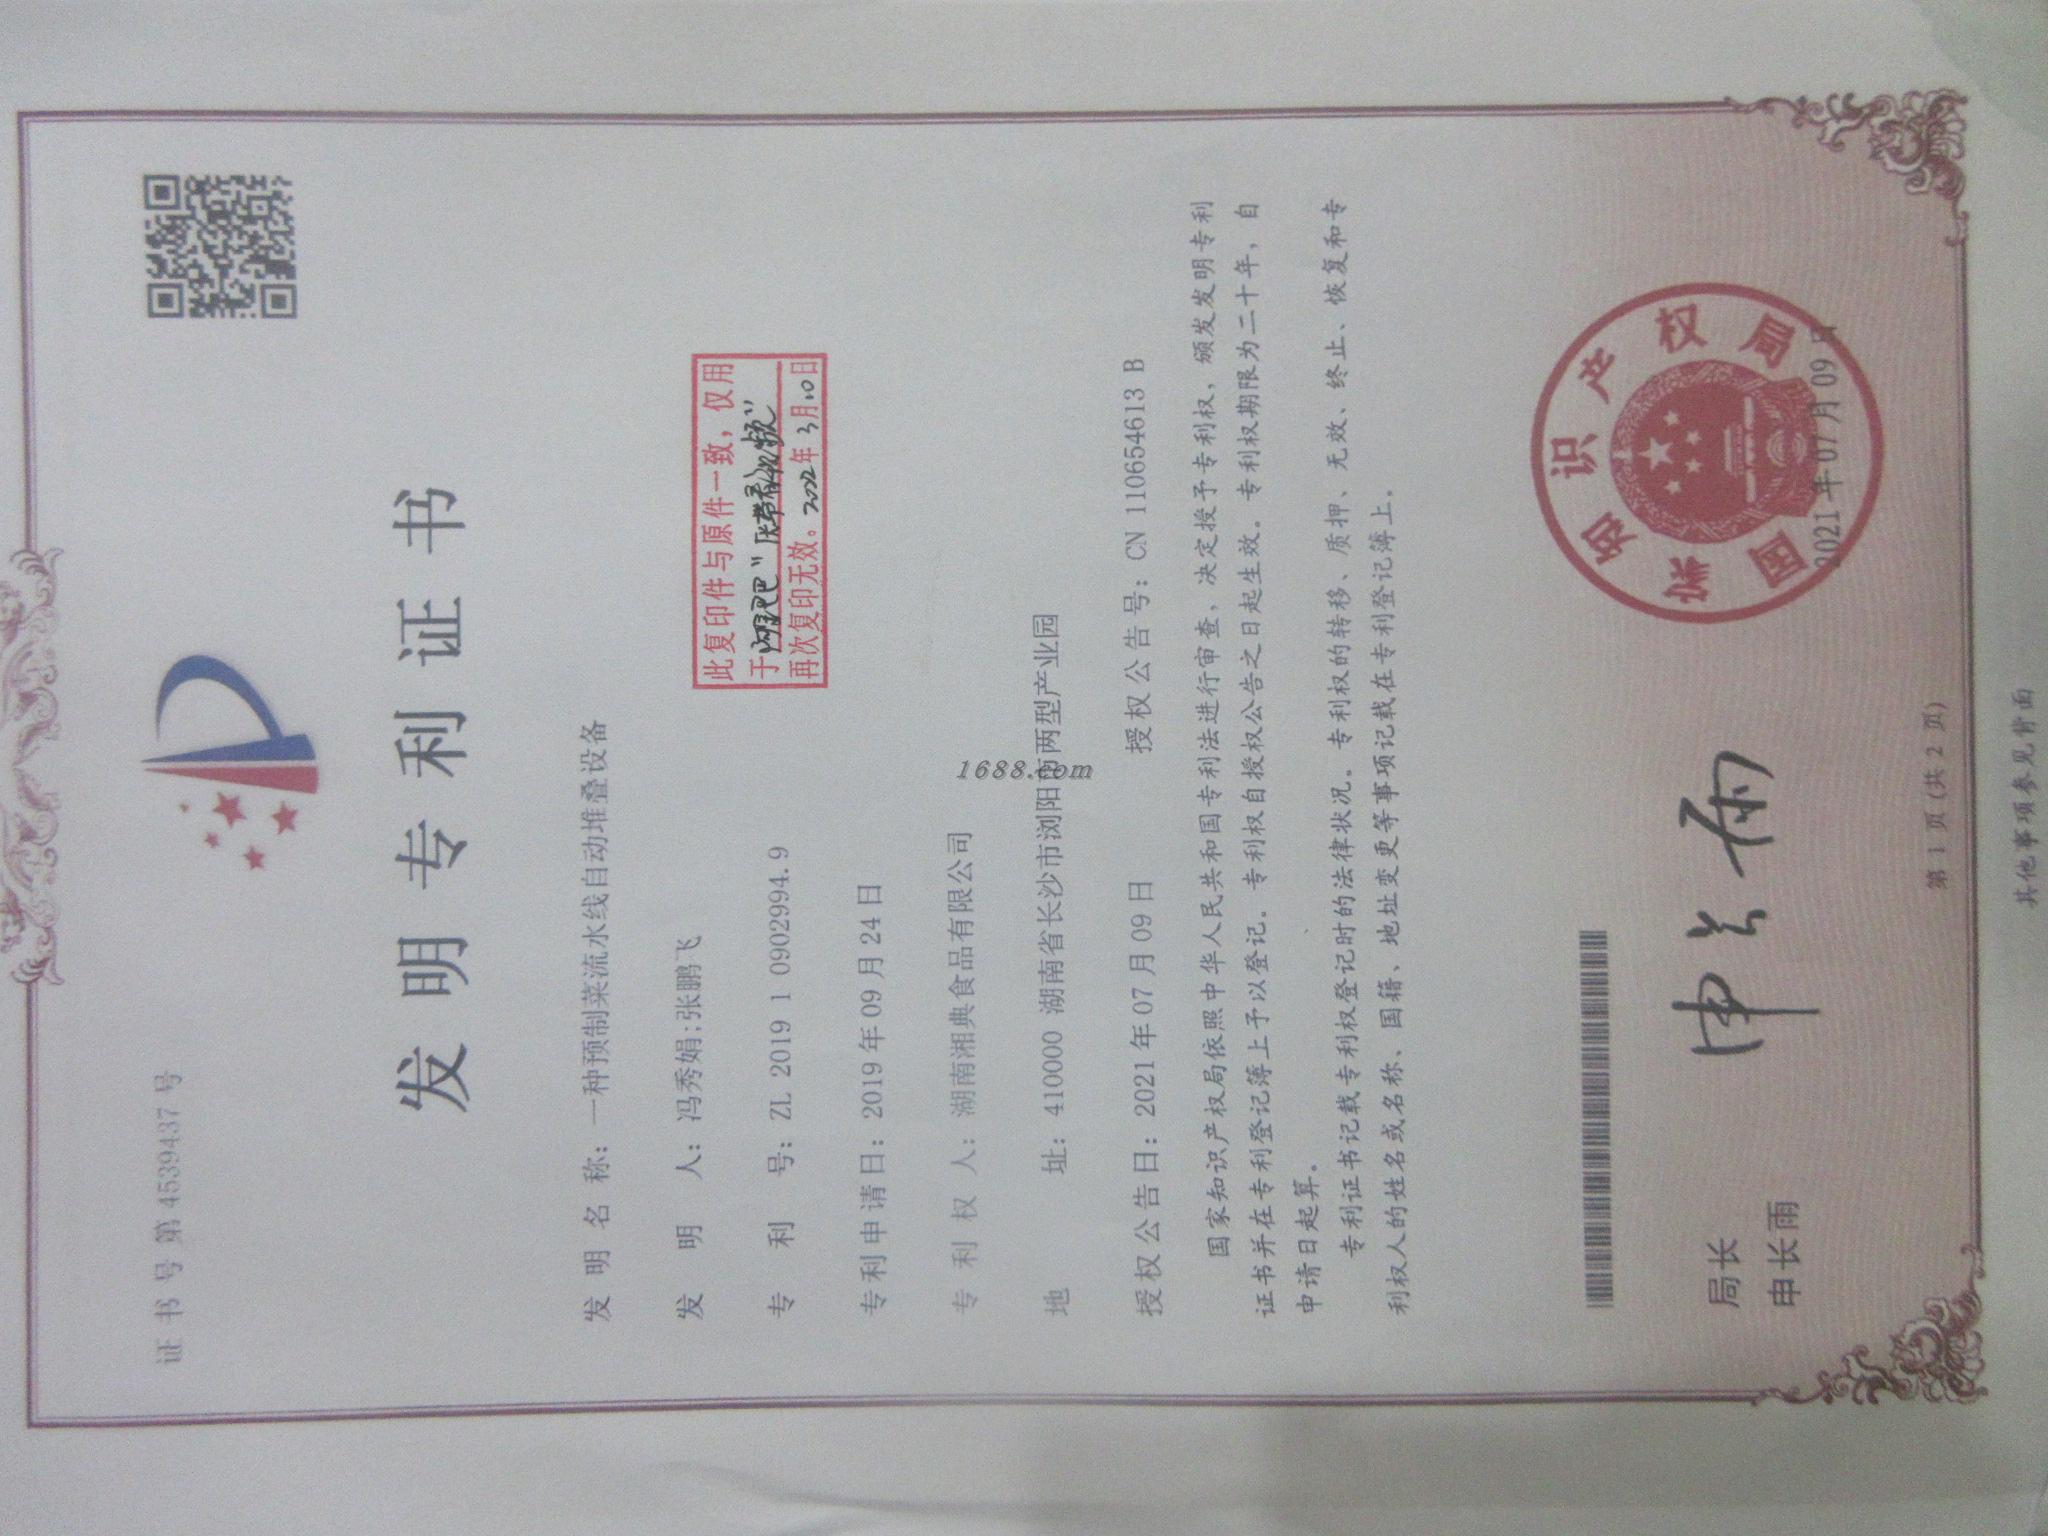 证书号第4539437号
发明专利证书
发 明 名 称：一种预制菜流水线自动堆叠设备
发 明 人：冯秀娟;张鹏飞
此复印件与原件一致，仅用
于
再次复印无效。2022年3月10日
专 利 号：ZL 2019 1 0902994.9
专利申请日：2019年09月24日
专 利 权 人：湖南湘典食品有限公司
1688.com
地 址：410000 湖南省长沙市浏阳市两型产业园
授权公告日：2021年07月09日 授权公告号：CN 110654613 B
国家知识产权局依照中华人民共和国专利法进行审查，决定授予专利权，颁发发明专利
证书并在专利登记簿上予以登记。专利权自授权公告之日起生效。专利权期限为二十年，自
申请日起算。
专利证书记载专利权登记时的法律状况。专利权的转移、质押、无效、终止、恢复和专
利权人的姓名或名称、国籍、地址变更等事项记载在专利登记簿上。
局长
申长雨
申长雨
国家知识产权局
2021年07月09日
第 1 页 (共 2 页)
其他事项参见背面